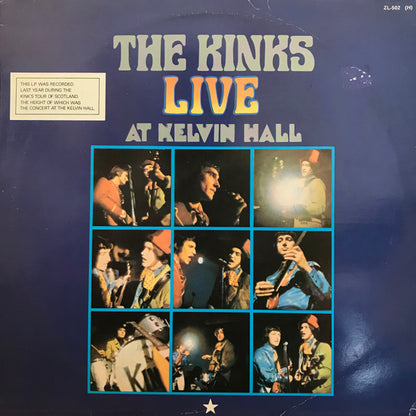 ZL-502 (H)
THE KINKS
LIVE
AT KELVIN HALL
THIS LP WAS RECORDED
LAST YEAR DURING THE
KINKS TOUR OF SCOTLAND.
THE HEIGHT OF WHICH WAS
THE CONCERT AT THE KELVIN HALL.